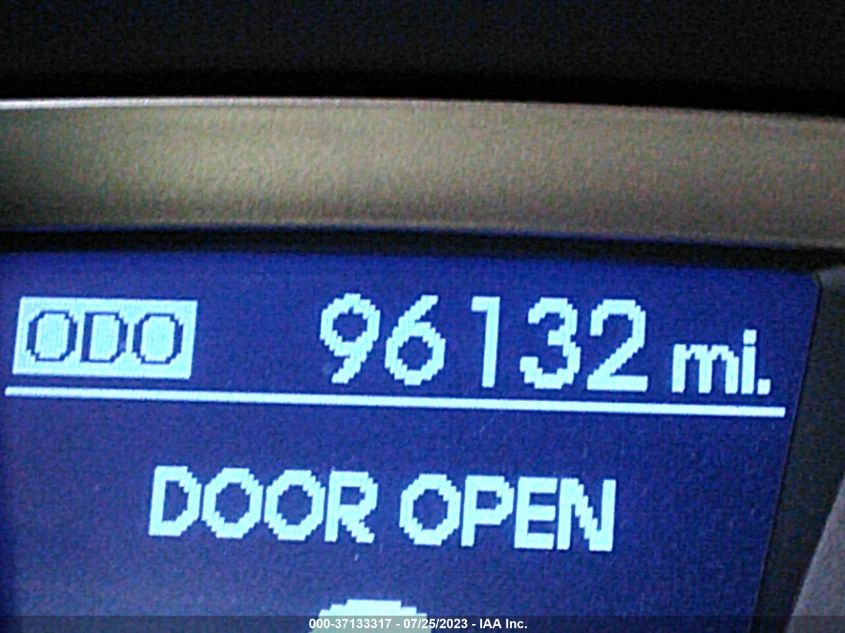 ODO 96132 mi.
DOOR OPEN
000-37133317 - 07/25/2023 - IAA Inc.